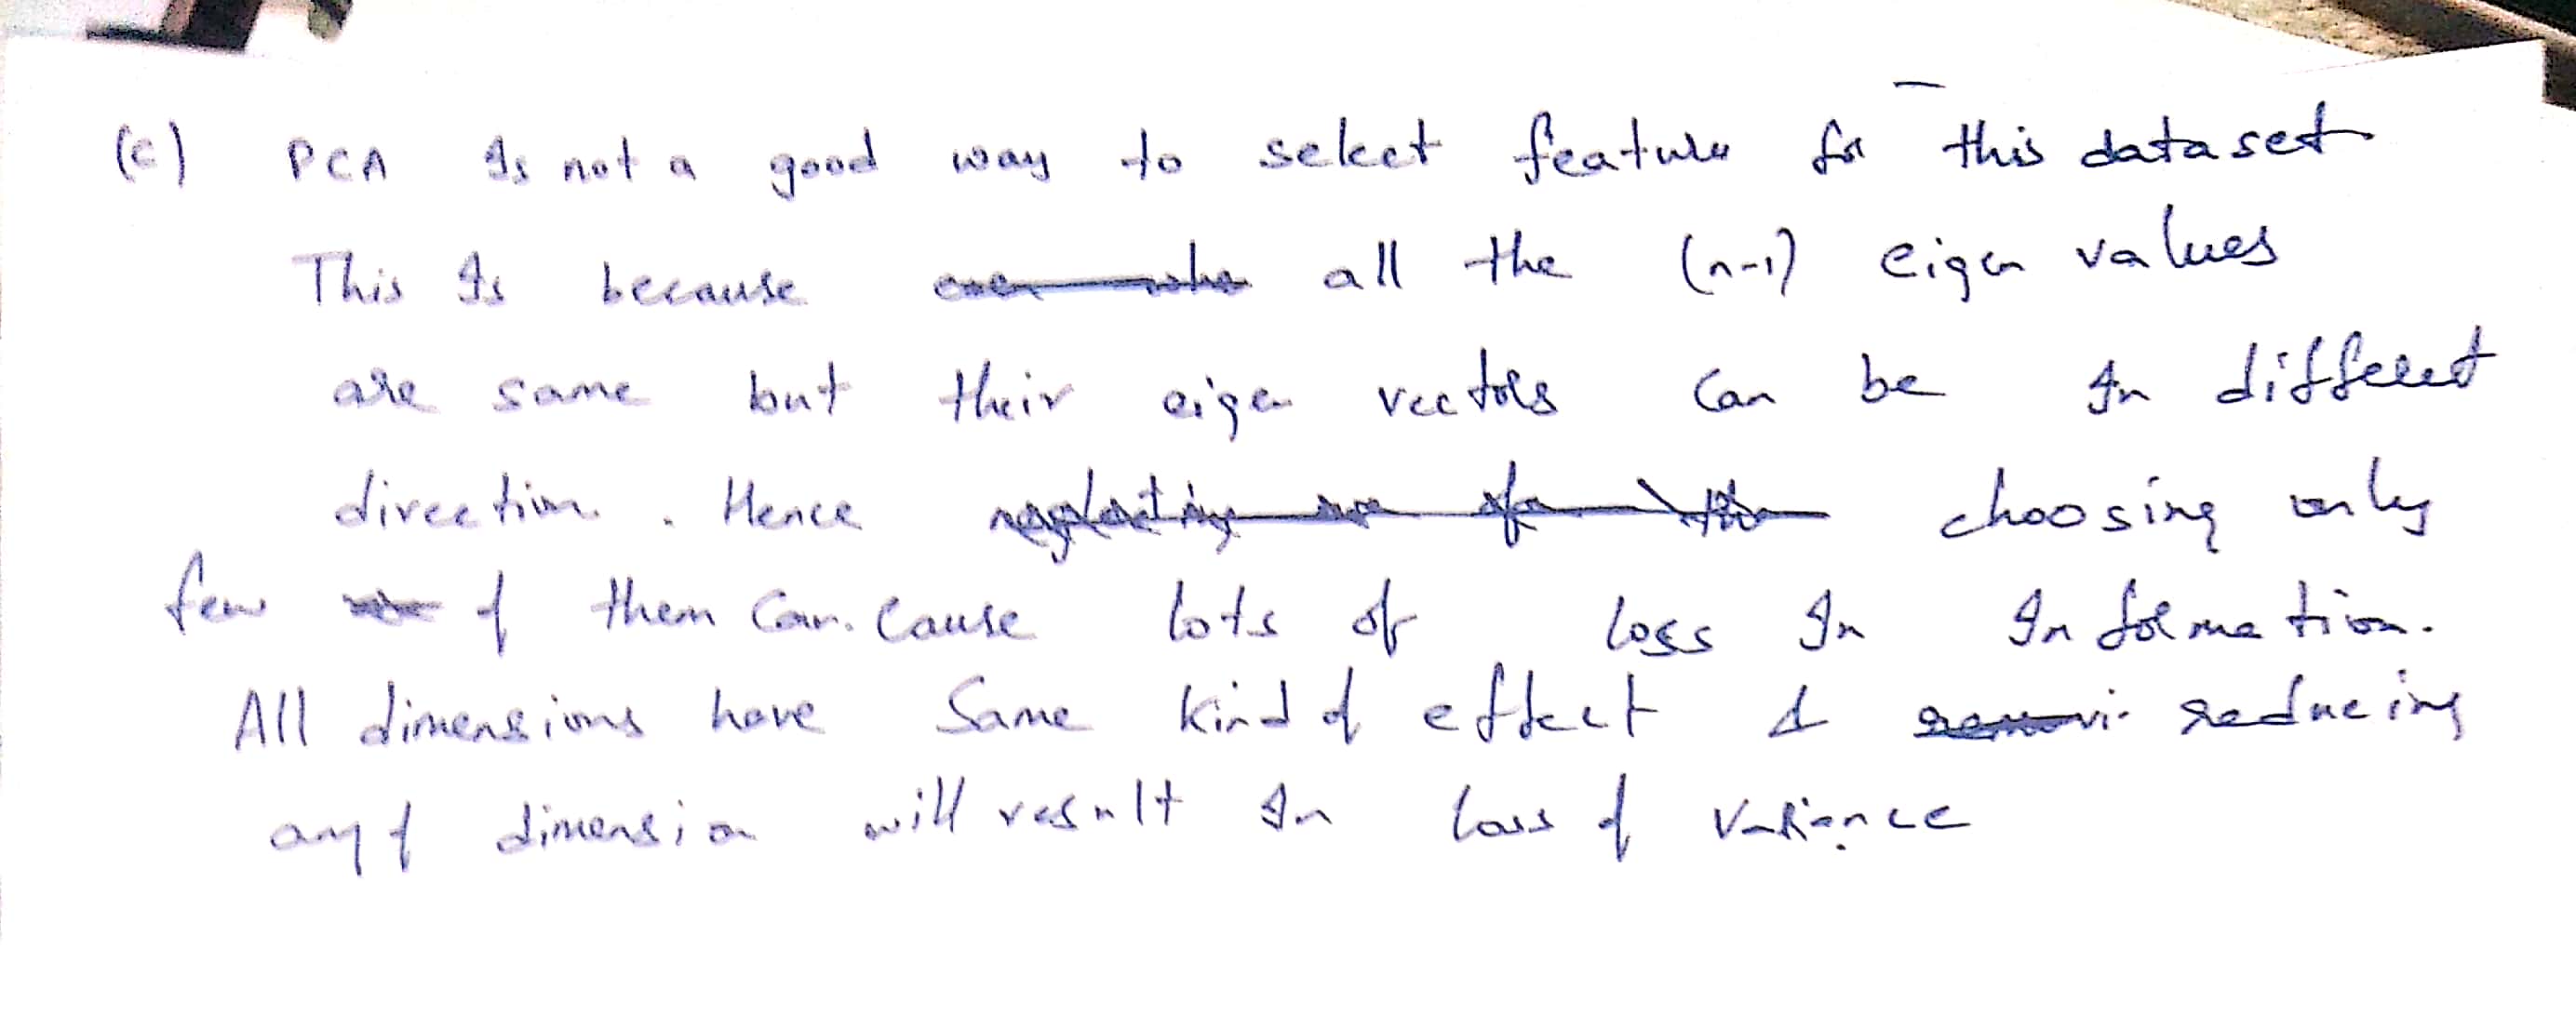 (c) PCA Is not a good way to select feature for this dataset
This Is because all the (n-1) eigen values
are same but their eigen vectors can be In different
direction. Hence choosing only
few of them can cause lots of loss In Information.
All dimensions have same kind of effect & reducing
any of dimension will result In loss of variance